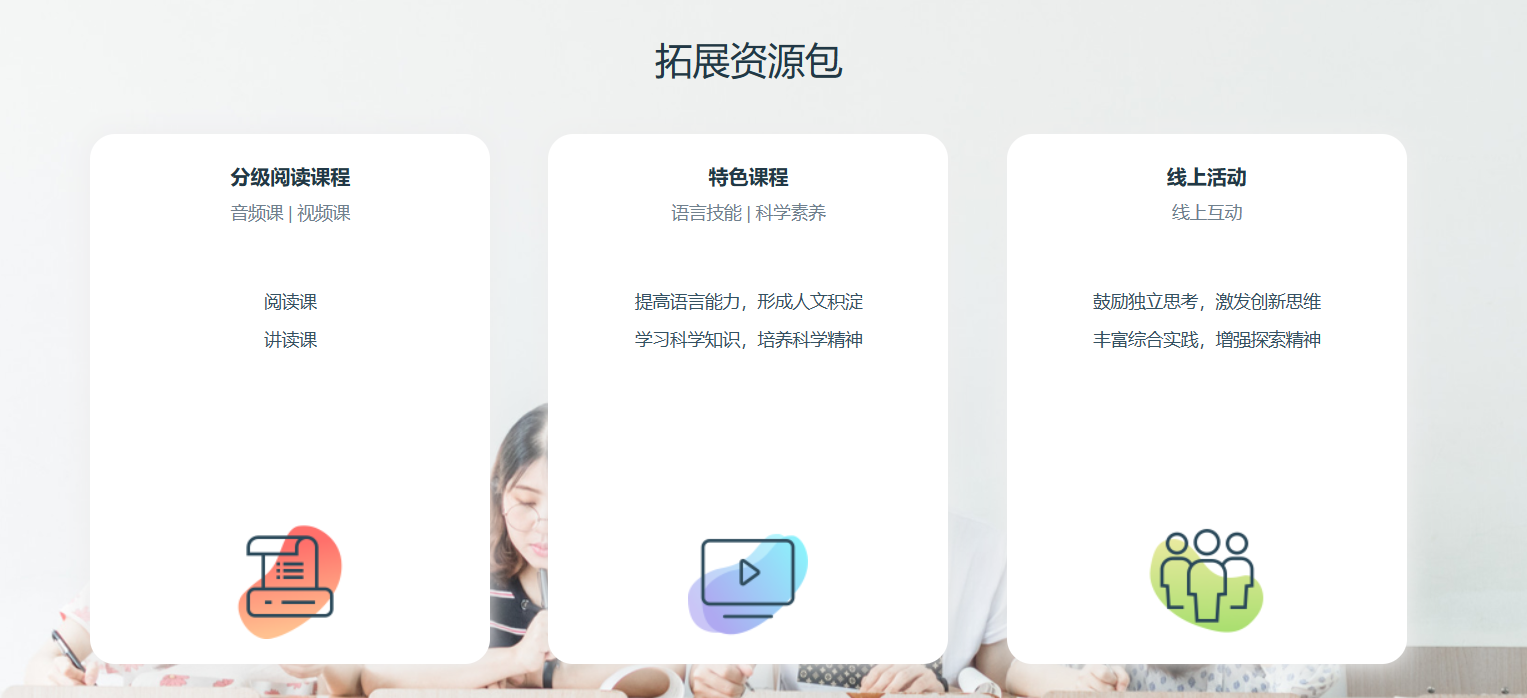 拓展资源包
分级阅读课程
音频课 | 视频课
阅读课
讲读课
特色课程
语言技能 | 科学素养
提高语言能力，形成人文积淀
学习科学知识，培养科学精神
线上活动
线上互动
鼓励独立思考，激发创新思维
丰富综合实践，增强探索精神